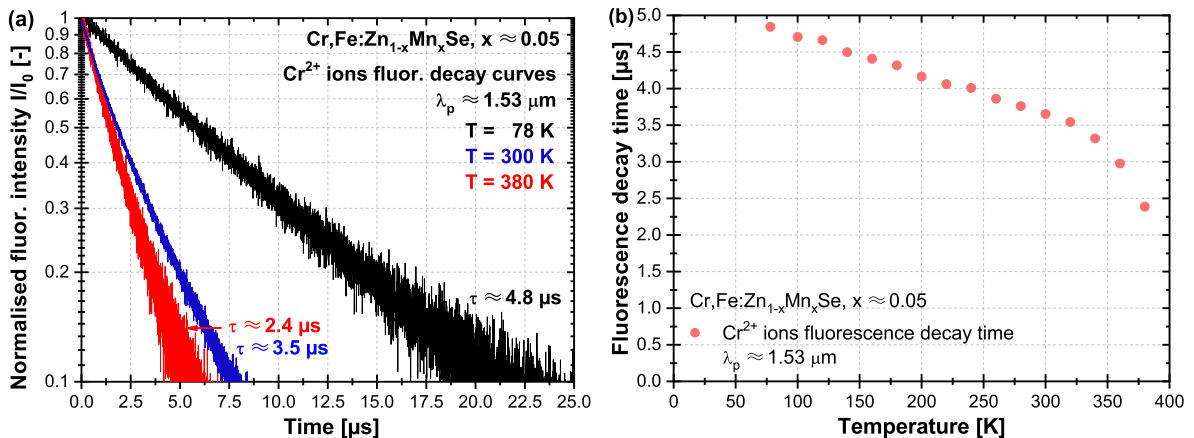 (a)
Normalised fluor. intensity I/I₀ [-]
1
0.9
0.8
0.7
0.6
0.5
0.4
0.3
0.2
0.1
Cr,Fe:Zn₁₋ₓMnₓSe, x ≈ 0.05
Cr²⁺ ions fluor. decay curves
λₚ ≈ 1.53 µm
T = 78 K
T = 300 K
T = 380 K
τ ≈ 4.8 µs
τ ≈ 2.4 µs
τ ≈ 3.5 µs
0.0 2.5 5.0 7.5 10.0 12.5 15.0 17.5 20.0 22.5 25.0
Time [µs]
(b)
Fluorescence decay time [µs]
5.0
4.5
4.0
3.5
3.0
2.5
2.0
1.5
1.0
0.5
0.0
Cr,Fe:Zn₁₋ₓMnₓSe, x ≈ 0.05
Cr²⁺ ions fluorescence decay time
λₚ ≈ 1.53 µm
0 50 100 150 200 250 300 350 400
Temperature [K]